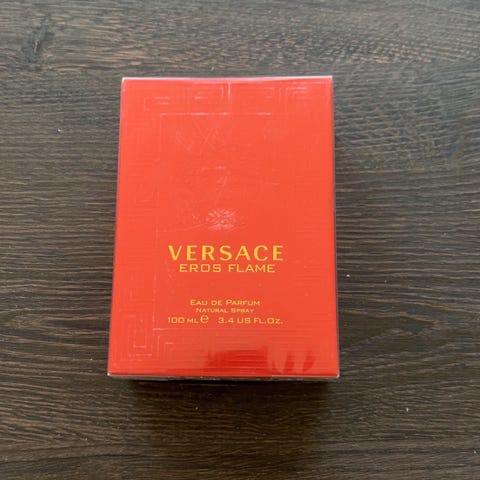 VERSACE
EROS FLAME
EAU DE PARFUM
NATURAL SPRAY
100 ML ℮ 3.4 US FL.OZ.